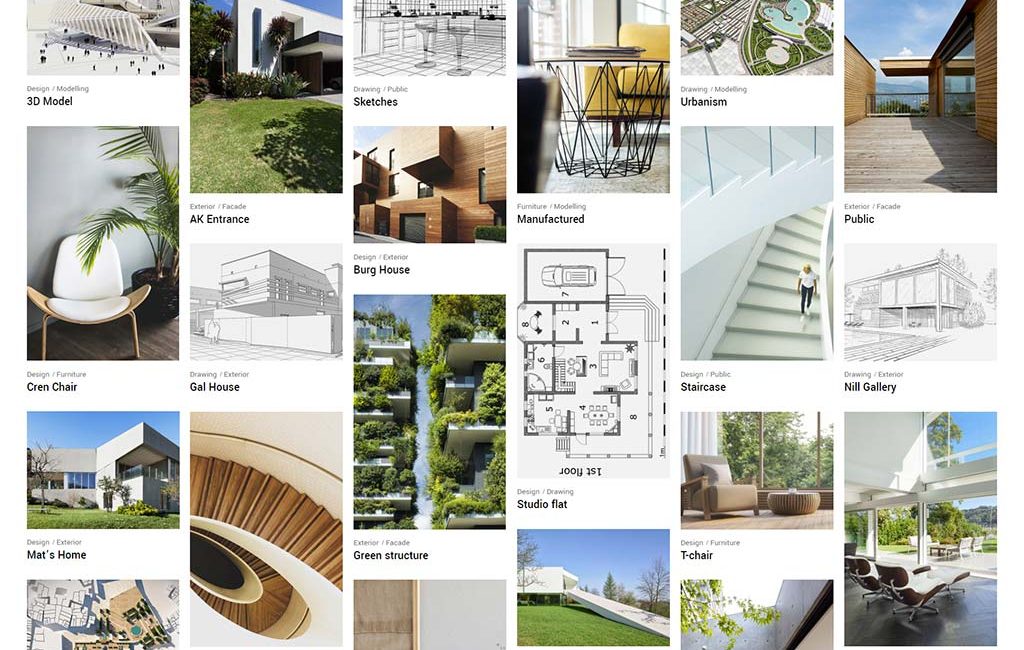 Design / Modelling
3D Model
Design / Furniture
Cren Chair
Design / Exterior
Mat's Home
Exterior / Facade
AK Entrance
Drawing / Exterior
Gal House
Drawing / Public
Sketches
Design / Exterior
Burg House
Exterior / Facade
Green structure
Furniture / Modelling
Manufactured
7
8
2
1
6
3
5
4
8
1st floor
1m
Design / Drawing
Studio flat
Drawing / Modelling
Urbanism
Design / Public
Staircase
Design / Furniture
T-chair
Exterior / Facade
Public
Drawing / Exterior
Nill Gallery